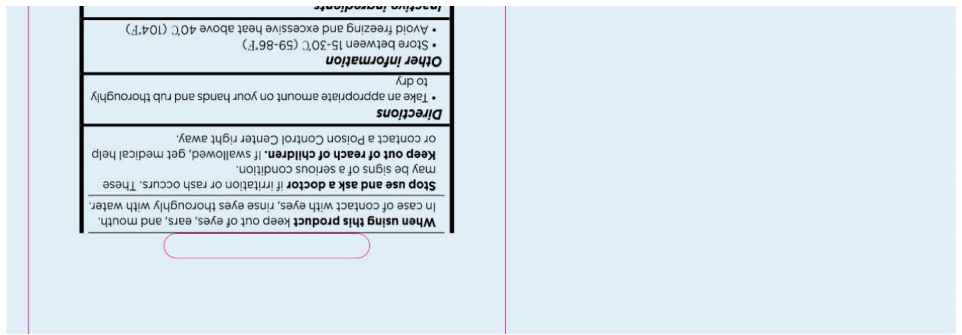 When using this product keep out of eyes, ears, and mouth.
In case of contact with eyes, rinse eyes thoroughly with water.
Stop use and ask a doctor if irritation or rash occurs. These
may be signs of a serious condition.
Keep out of reach of children. If swallowed, get medical help
or contact a Poison Control Center right away.
Directions
• Take an appropriate amount on your hands and rub thoroughly
to dry
Other information
• Store between 15-30℃ (59-86℉)
• Avoid freezing and excessive heat above 40℃ (104℉)
Inactive ingredients